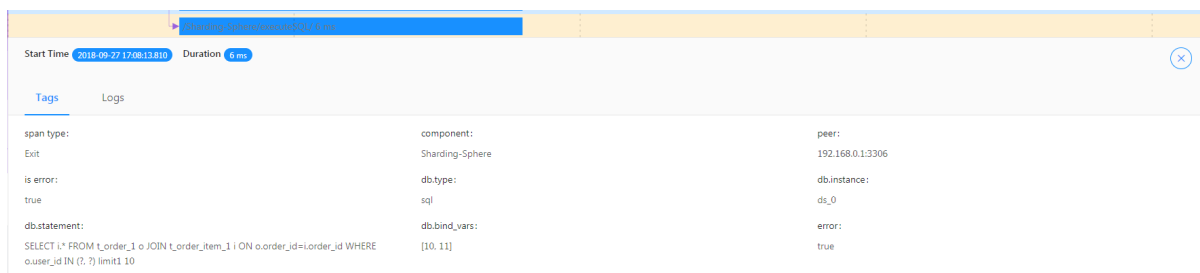 Start Time 2018-09-27 17:08:13.810 Duration 6 ms
Tags Logs
span type: component: peer:
Exit Sharding-Sphere 192.168.0.1:3306
is error: db.type: db.instance:
true sql ds_0
db.statement: db.bind_vars: error:
SELECT i.* FROM t_order_1 o JOIN t_order_item_1 i ON o.order_id=i.order_id WHERE [10, 11] true
o.user_id IN (?, ?) limit1 10